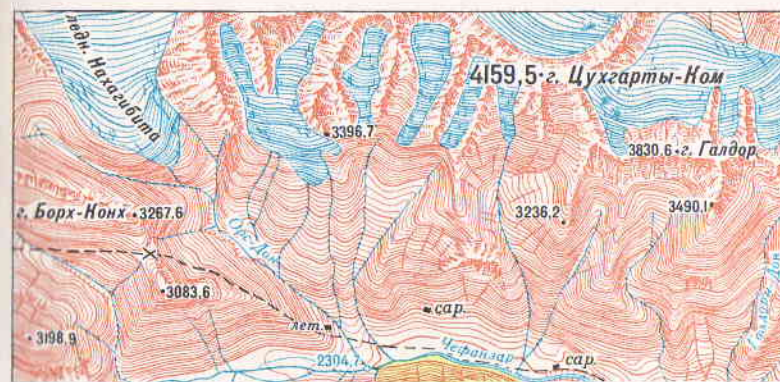 ледн. Нахагибита
4159,5 г. Цухгарты-Ком
3396,7
3830,6 г. Галдор
г. Борх-Конх 3267,6
3236,2
3490,1
3083,6
3198,9
лет.
сар.
Чефандзар
2304,7
сар.